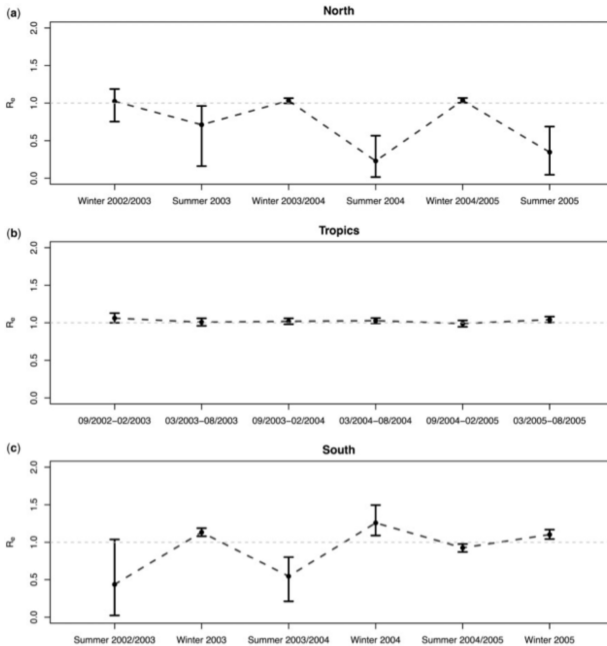 (a)
North
2.0
1.5
1.0
0.5
0.0
Re
Winter 2002/2003 Summer 2003 Winter 2003/2004 Summer 2004 Winter 2004/2005 Summer 2005
(b)
Tropics
2.0
1.5
1.0
0.5
0.0
Re
09/2002–02/2003 03/2003–08/2003 09/2003–02/2004 03/2004–08/2004 09/2004–02/2005 03/2005–08/2005
(c)
South
2.0
1.5
1.0
0.5
0.0
Re
Summer 2002/2003 Winter 2003 Summer 2003/2004 Winter 2004 Summer 2004/2005 Winter 2005